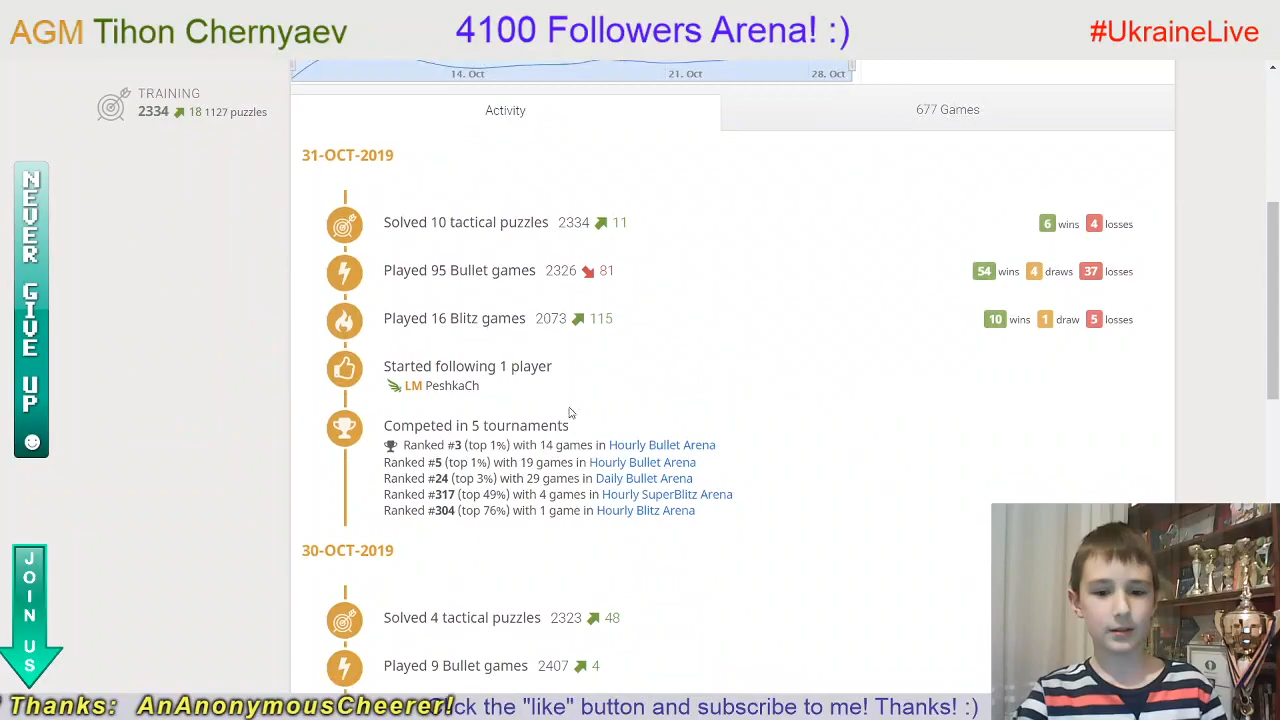 AGM Tihon Chernyaev
4100 Followers Arena! :)
#UkraineLive
14. Oct
21. Oct
28. Oct
TRAINING
2334 18 1127 puzzles
Activity
677 Games
31-OCT-2019
Solved 10 tactical puzzles 2334 11
6 wins 4 losses
Played 95 Bullet games 2326 81
54 wins 4 draws 37 losses
Played 16 Blitz games 2073 115
10 wins 1 draw 5 losses
Started following 1 player
LM PeshkaCh
Competed in 5 tournaments
Ranked #3 (top 1%) with 14 games in Hourly Bullet Arena
Ranked #5 (top 1%) with 19 games in Hourly Bullet Arena
Ranked #24 (top 3%) with 29 games in Daily Bullet Arena
Ranked #317 (top 49%) with 4 games in Hourly SuperBlitz Arena
Ranked #304 (top 76%) with 1 game in Hourly Blitz Arena
30-OCT-2019
Solved 4 tactical puzzles 2323 48
Played 9 Bullet games 2407 4
NEVER GIVE UP
JOIN US
Thanks: AnAnonymousCheerer!
the "like" button and subscribe to me! Thanks! :)